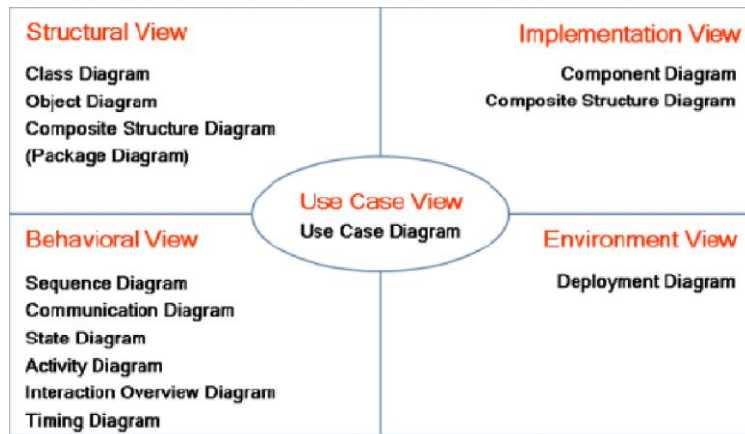 Structural View
Class Diagram
Object Diagram
Composite Structure Diagram
(Package Diagram)
Implementation View
Component Diagram
Composite Structure Diagram
Use Case View
Use Case Diagram
Behavioral View
Sequence Diagram
Communication Diagram
State Diagram
Activity Diagram
Interaction Overview Diagram
Timing Diagram
Environment View
Deployment Diagram